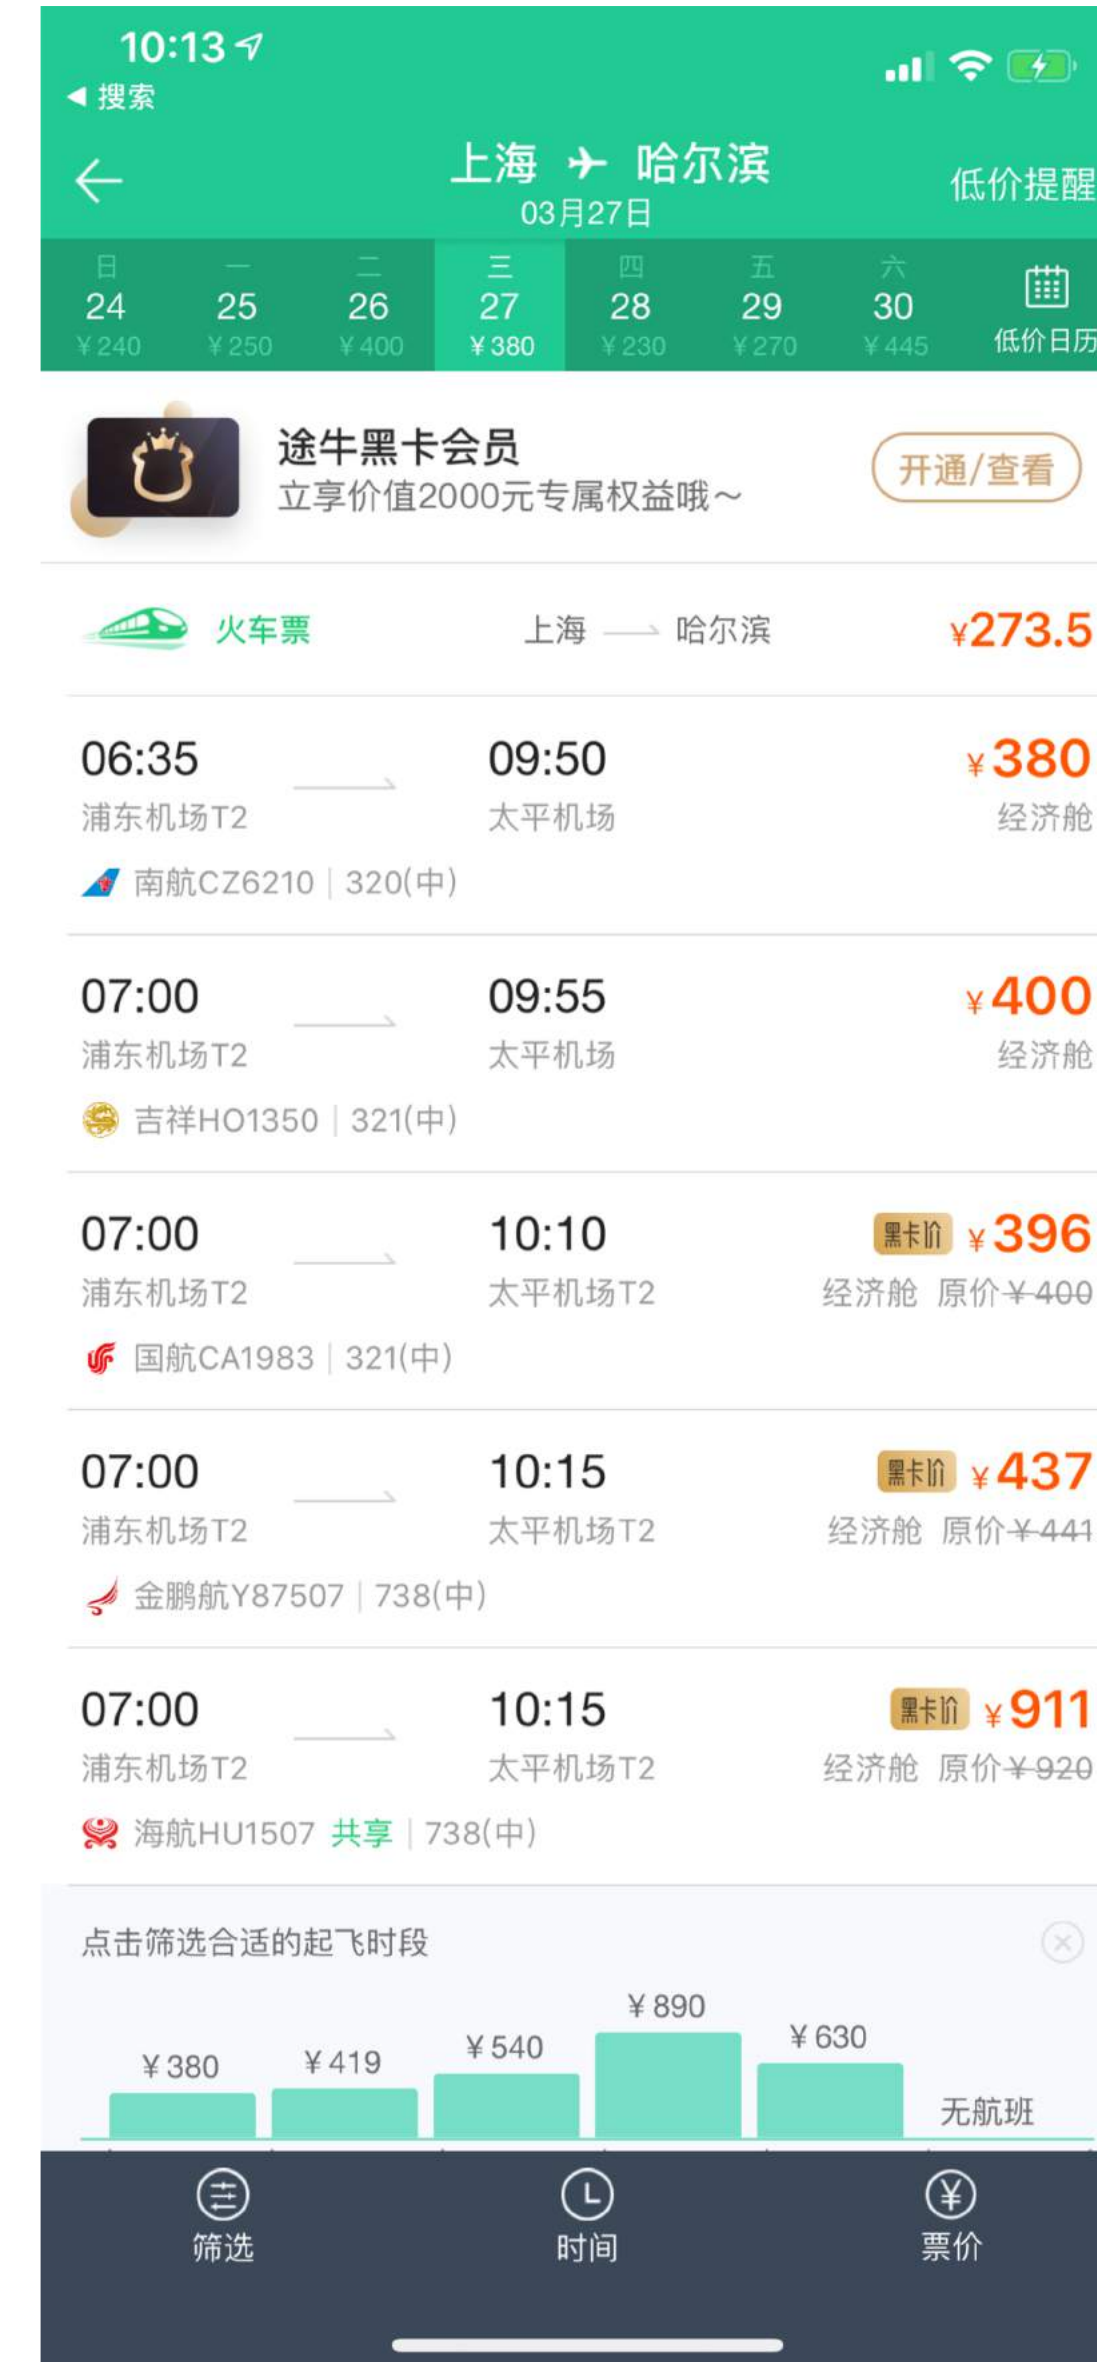 10:13
搜索
上海 哈尔滨
03月27日
低价提醒
日 一 二 三 四 五 六
24 25 26 27 28 29 30
¥240 ¥250 ¥400 ¥380 ¥230 ¥270 ¥445
低价日历
途牛黑卡会员
立享价值2000元专属权益哦～
开通/查看
火车票 上海 哈尔滨 ¥273.5
06:35 09:50 ¥380
浦东机场T2 太平机场 经济舱
南航CZ6210 | 320(中)
07:00 09:55 ¥400
浦东机场T2 太平机场 经济舱
吉祥HO1350 | 321(中)
07:00 10:10 黑卡价 ¥396
浦东机场T2 太平机场T2 经济舱 原价¥400
国航CA1983 | 321(中)
07:00 10:15 黑卡价 ¥437
浦东机场T2 太平机场T2 经济舱 原价¥441
金鹏航Y87507 | 738(中)
07:00 10:15 黑卡价 ¥911
浦东机场T2 太平机场T2 经济舱 原价¥920
海航HU1507 共享 | 738(中)
点击筛选合适的起飞时段
¥380 ¥419 ¥540 ¥890 ¥630 无航班
筛选 时间 票价